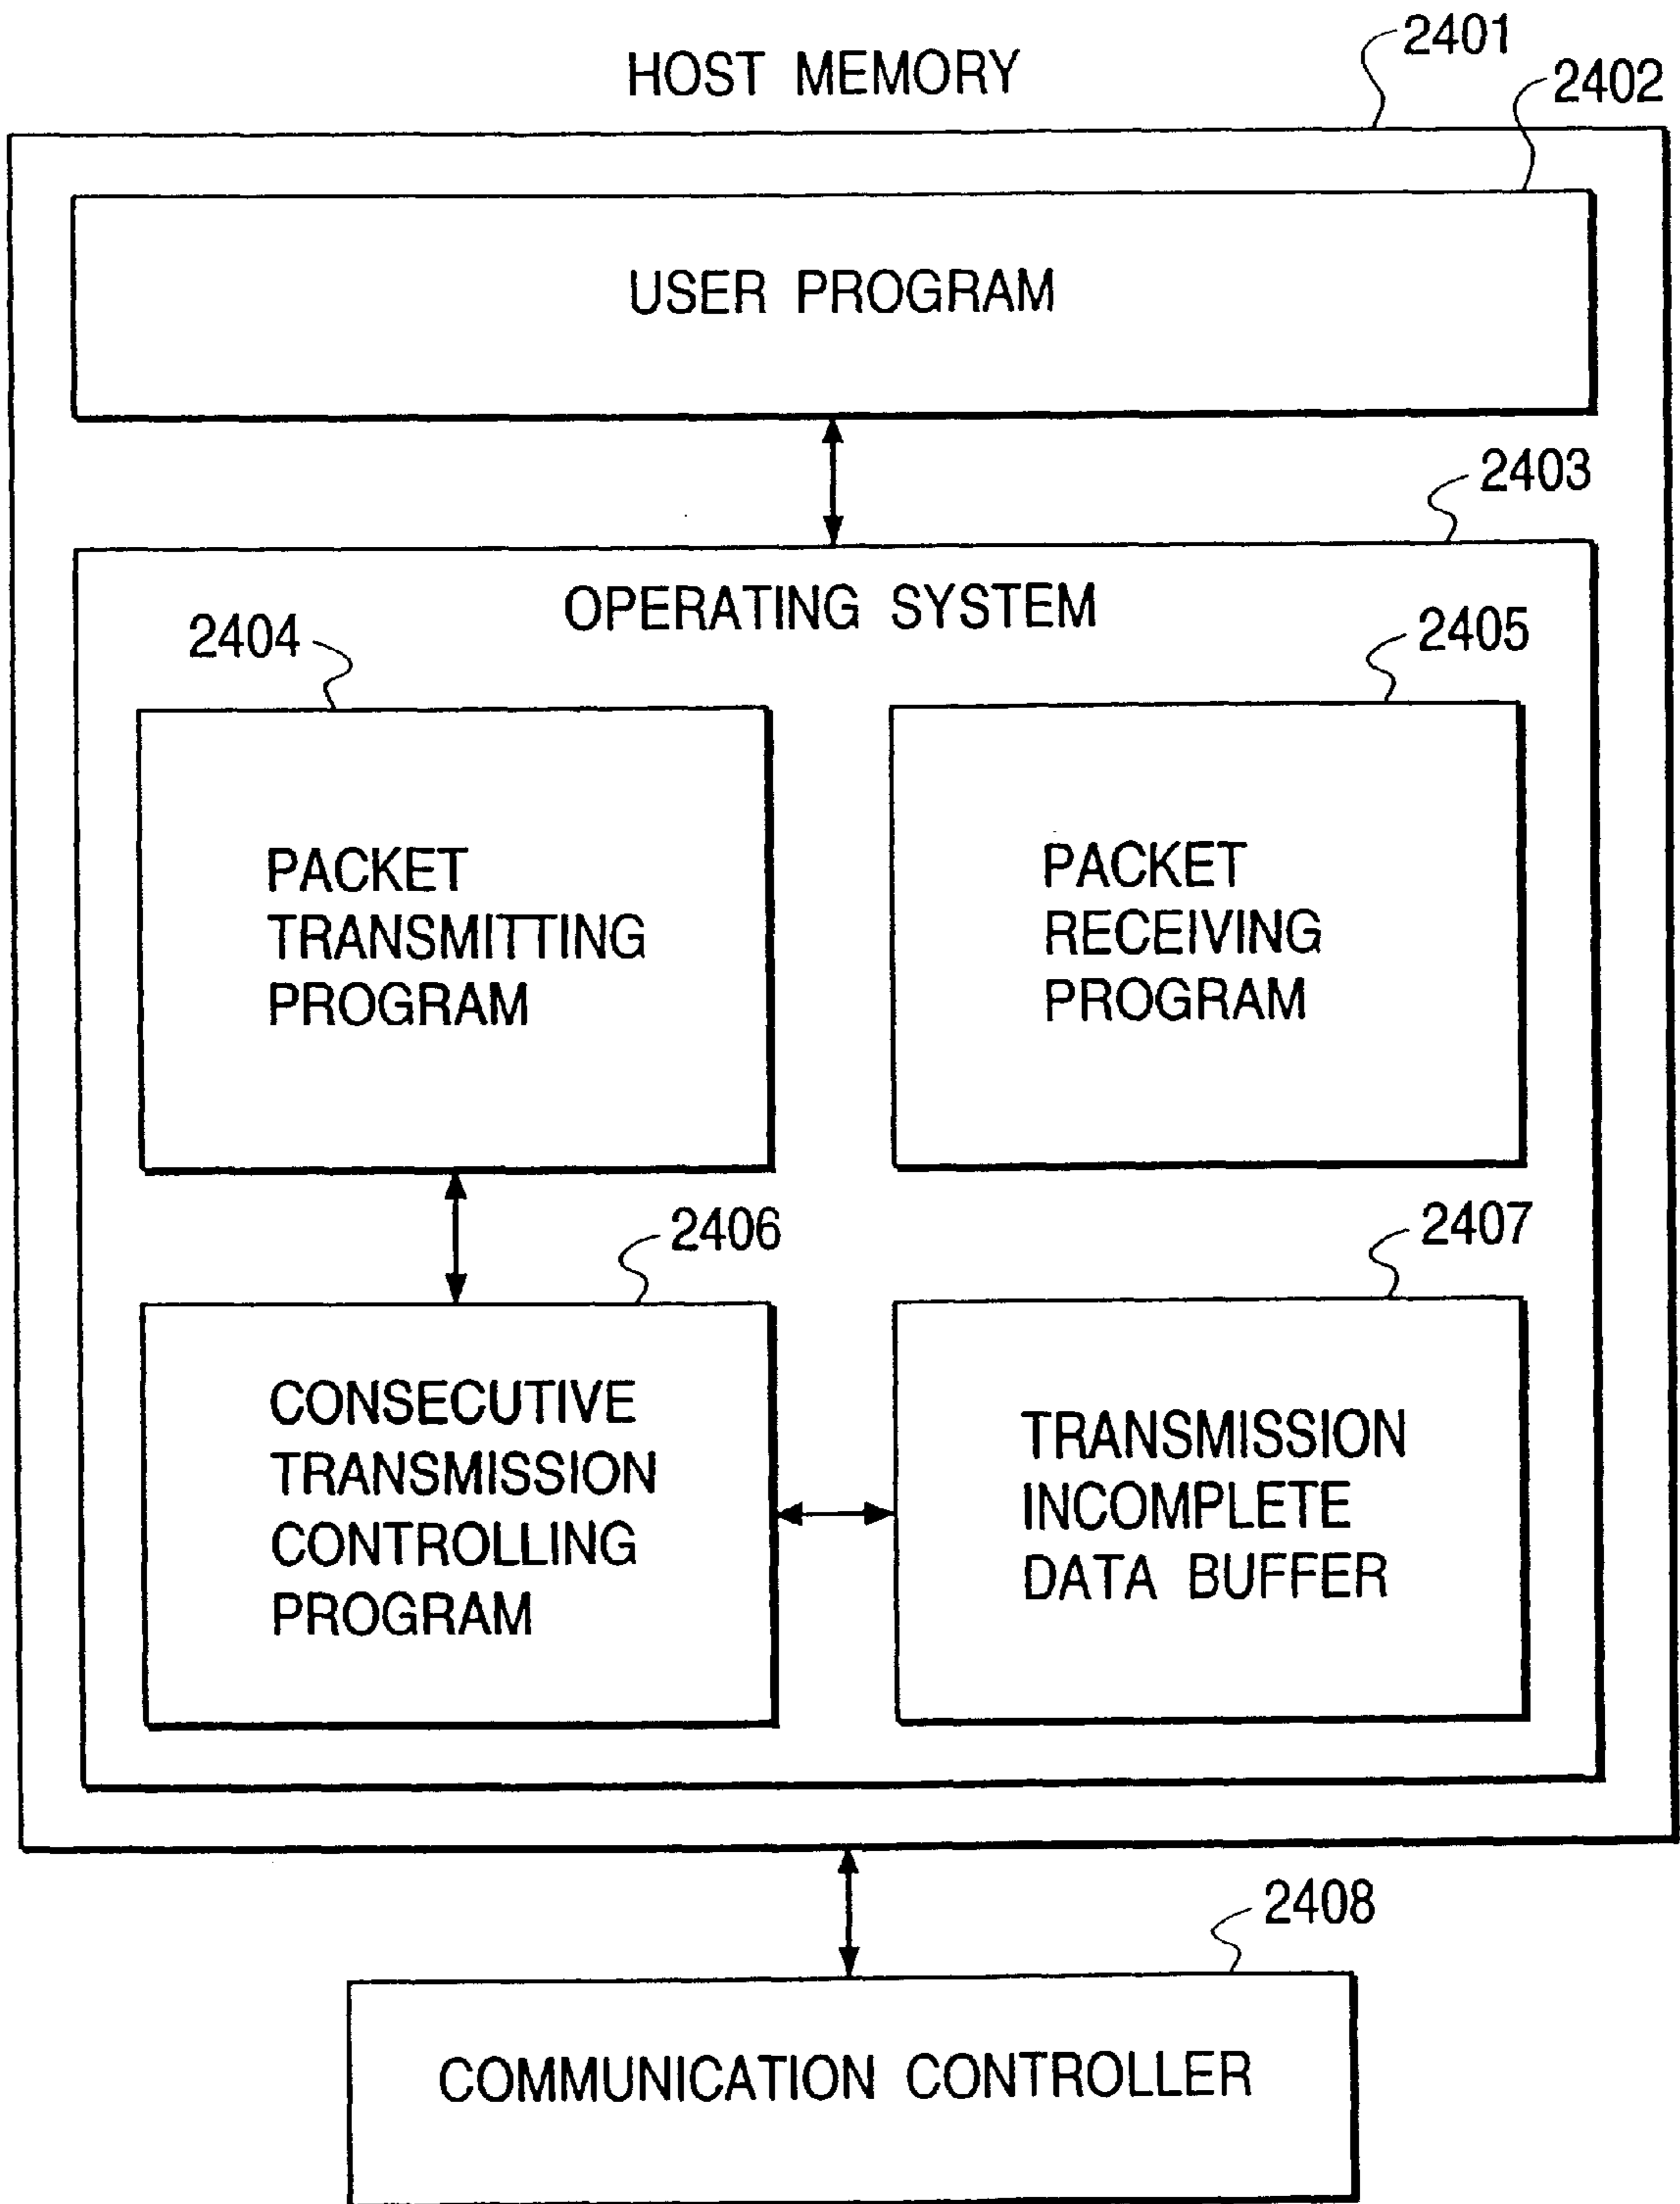 2401
HOST MEMORY
2402
USER PROGRAM
2403
OPERATING SYSTEM
2404
2405
PACKET
TRANSMITTING
PROGRAM
PACKET
RECEIVING
PROGRAM
2406
2407
CONSECUTIVE
TRANSMISSION
CONTROLLING
PROGRAM
TRANSMISSION
INCOMPLETE
DATA BUFFER
2408
COMMUNICATION CONTROLLER